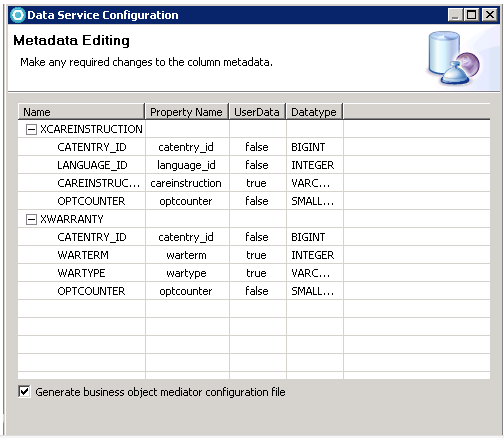 Data Service Configuration
Metadata Editing
Make any required changes to the column metadata.
Name Property Name UserData Datatype
XCAREINSTRUCTION
CATENTRY_ID catentry_id false BIGINT
LANGUAGE_ID language_id false INTEGER
CAREINSTRUC... careinstruction true VARC...
OPTCOUNTER optcounter false SMALL...
XWARRANTY
CATENTRY_ID catentry_id false BIGINT
WARTERM warterm true INTEGER
WARTYPE wartype true VARC...
OPTCOUNTER optcounter false SMALL...
Generate business object mediator configuration file